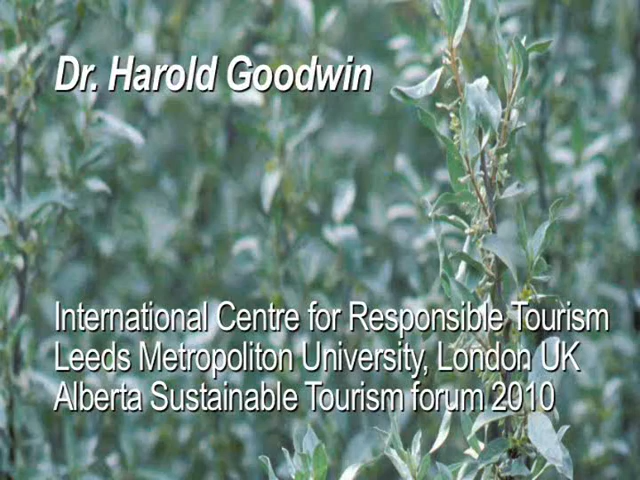 Dr. Harold Goodwin
International Centre for Responsible Tourism
Leeds Metropoliton University, London UK
Alberta Sustainable Tourism forum 2010